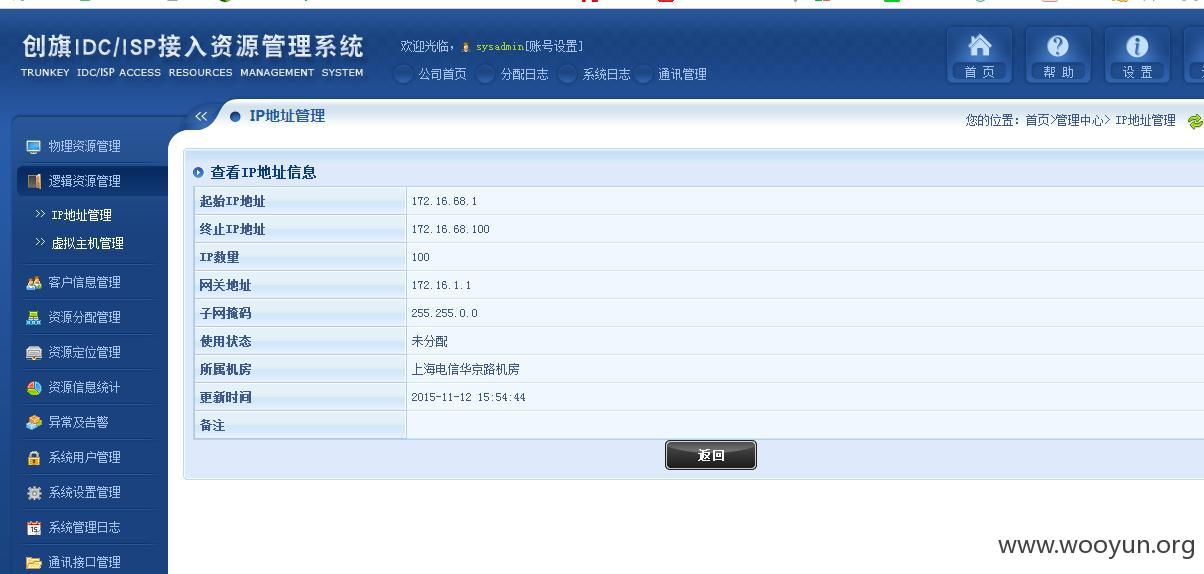 创旗IDC/ISP接入资源管理系统
TRUNKEY IDC/ISP ACCESS RESOURCES MANAGEMENT SYSTEM
欢迎光临， sysadmin[账号设置]
公司首页 分配日志 系统日志 通讯管理
首 页 帮 助 设 置
IP地址管理
您的位置：首页>管理中心> IP地址管理
物理资源管理
逻辑资源管理
IP地址管理
虚拟主机管理
客户信息管理
资源分配管理
资源定位管理
资源信息统计
异常及告警
系统用户管理
系统设置管理
系统管理日志
通讯接口管理
查看IP地址信息
起始IP地址 172.16.68.1
终止IP地址 172.16.68.100
IP数量 100
网关地址 172.16.1.1
子网掩码 255.255.0.0
使用状态 未分配
所属机房 上海电信华京路机房
更新时间 2015-11-12 15:54:44
备注
返回
www.wooyun.org